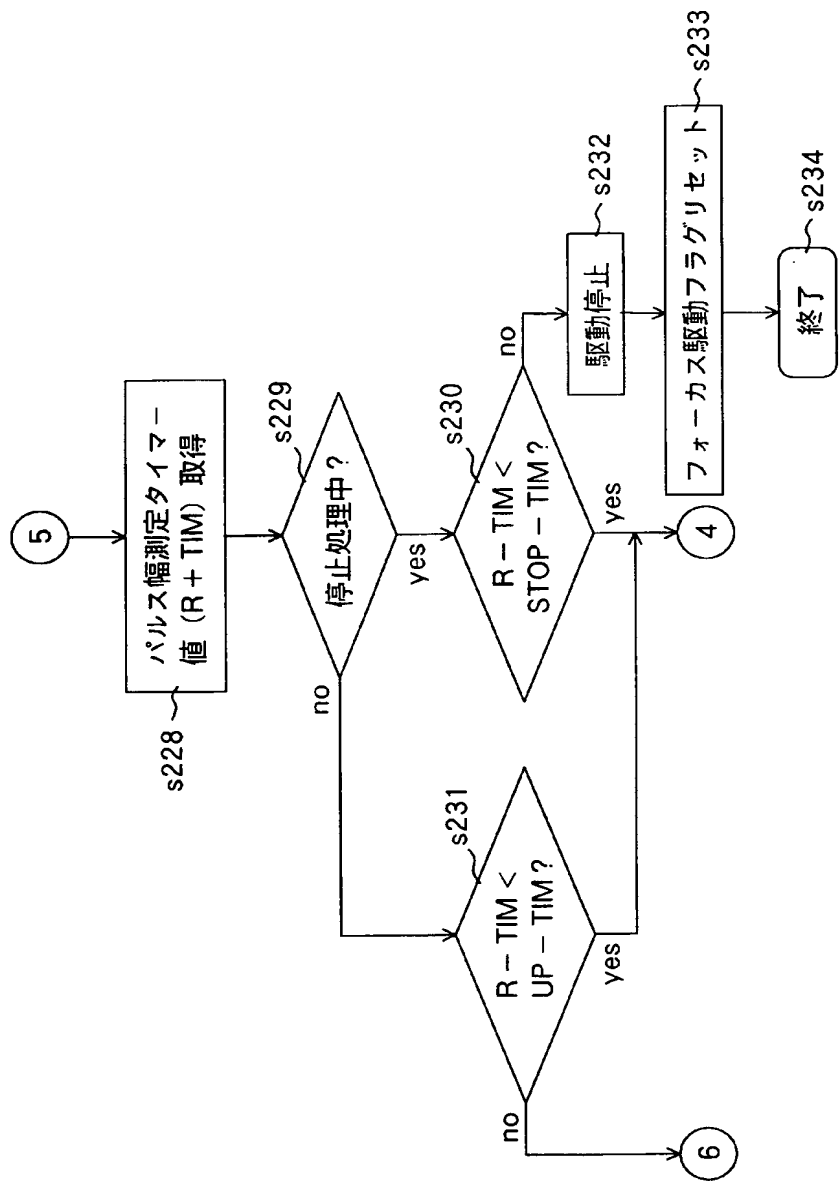 5
パルス幅測定タイマー
値（R＋TIM）取得
s228
停止処理中？
s229
no
yes
R－TIM＜
UP－TIM？
s231
R－TIM＜
STOP－TIM？
s230
no
yes
no
yes
駆動停止
s232
フォーカス駆動フラグリセット
s233
終了
s234
6
4